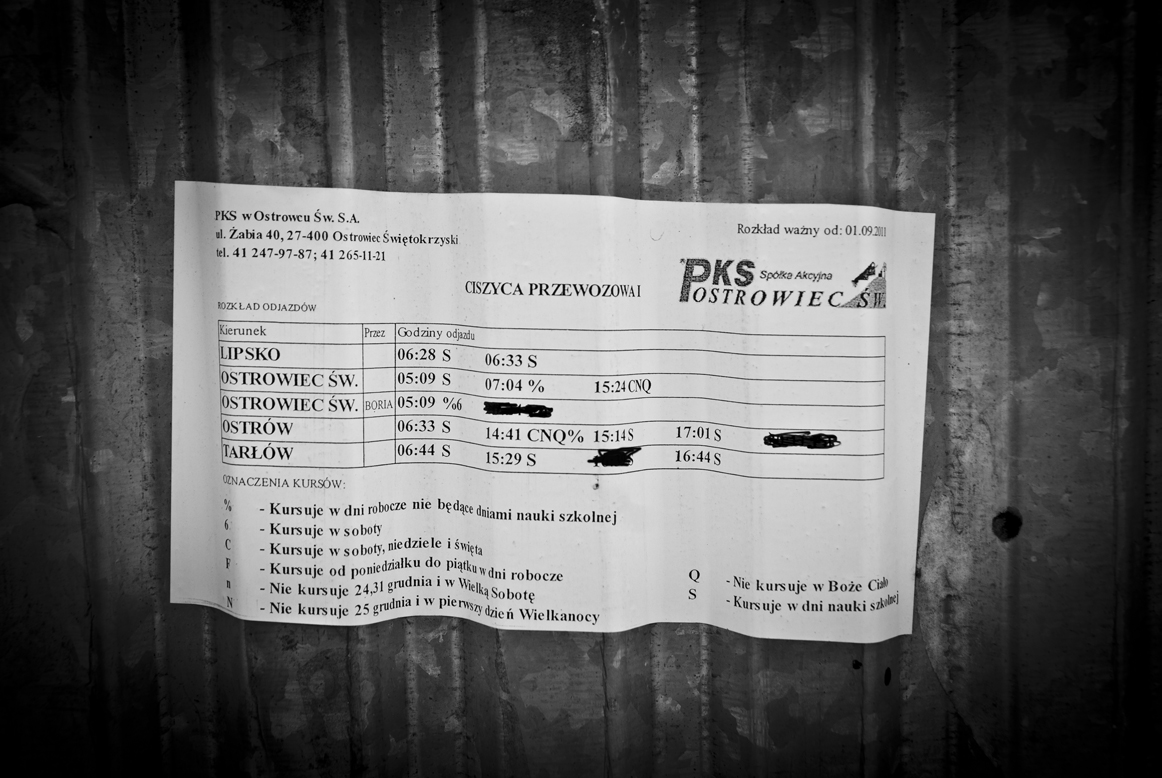 PKS w Ostrowcu Św. S.A.
ul. Żabia 40, 27-400 Ostrowiec Świętokrzyski
tel. 41 247-97-87; 41 265-11-21
Rozkład ważny od: 01.09.2011
PKS Spółka Akcyjna
OSTROWIEC ŚW.
CISZYCA PRZEWOZOWA I
ROZKŁAD ODJAZDÓW
Kierunek Przez Godziny odjazdu
LIPSKO 06:28 S 06:33 S
OSTROWIEC ŚW. 05:09 S 07:04 % 15:24 CNQ
OSTROWIEC ŚW. BORIA 05:09 %6
OSTRÓW 06:33 S 14:41 CNQ% 15:14 S 17:01 S
TARŁÓW 06:44 S 15:29 S 16:44 S
OZNACZENIA KURSÓW:
% - Kursuje w dni robocze nie będące dniami nauki szkolnej
6 - Kursuje w soboty
C - Kursuje w soboty, niedziele i święta
F - Kursuje od poniedziałku do piątku w dni robocze
n - Nie kursuje 24,31 grudnia i w Wielką Sobotę
N - Nie kursuje 25 grudnia i w pierwszy dzień Wielkanocy
Q - Nie kursuje w Boże Ciało
S - Kursuje w dni nauki szkolnej